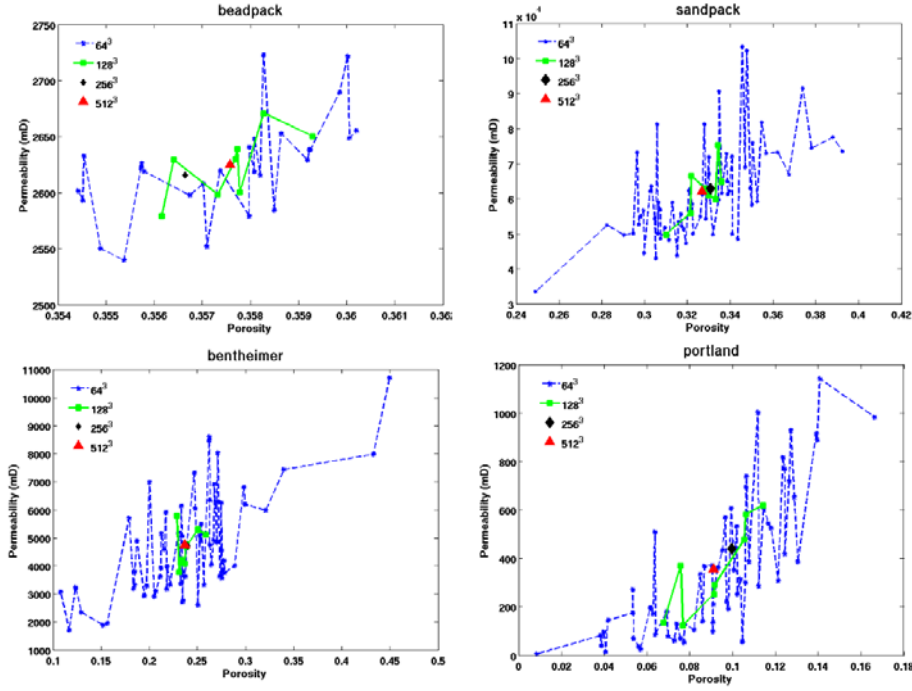 beadpack
2750
2700
2650
2600
2550
2500
Permeability (mD)
64³
128³
256³
512³
0.354 0.355 0.356 0.357 0.358 0.359 0.36 0.361 0.362
Porosity
sandpack
x 10⁴
11
10
9
8
7
6
5
4
3
Permeability (mD)
64³
128³
256³
512³
0.24 0.26 0.28 0.3 0.32 0.34 0.36 0.38 0.4 0.42
Porosity
bentheimer
11000
10000
9000
8000
7000
6000
5000
4000
3000
2000
1000
Permeability (mD)
64³
128³
256³
512³
0.1 0.15 0.2 0.25 0.3 0.35 0.4 0.45 0.5
Porosity
portland
1200
1000
800
600
400
200
0
Permeability (mD)
64³
128³
256³
512³
0 0.02 0.04 0.06 0.08 0.1 0.12 0.14 0.16 0.18
Porosity